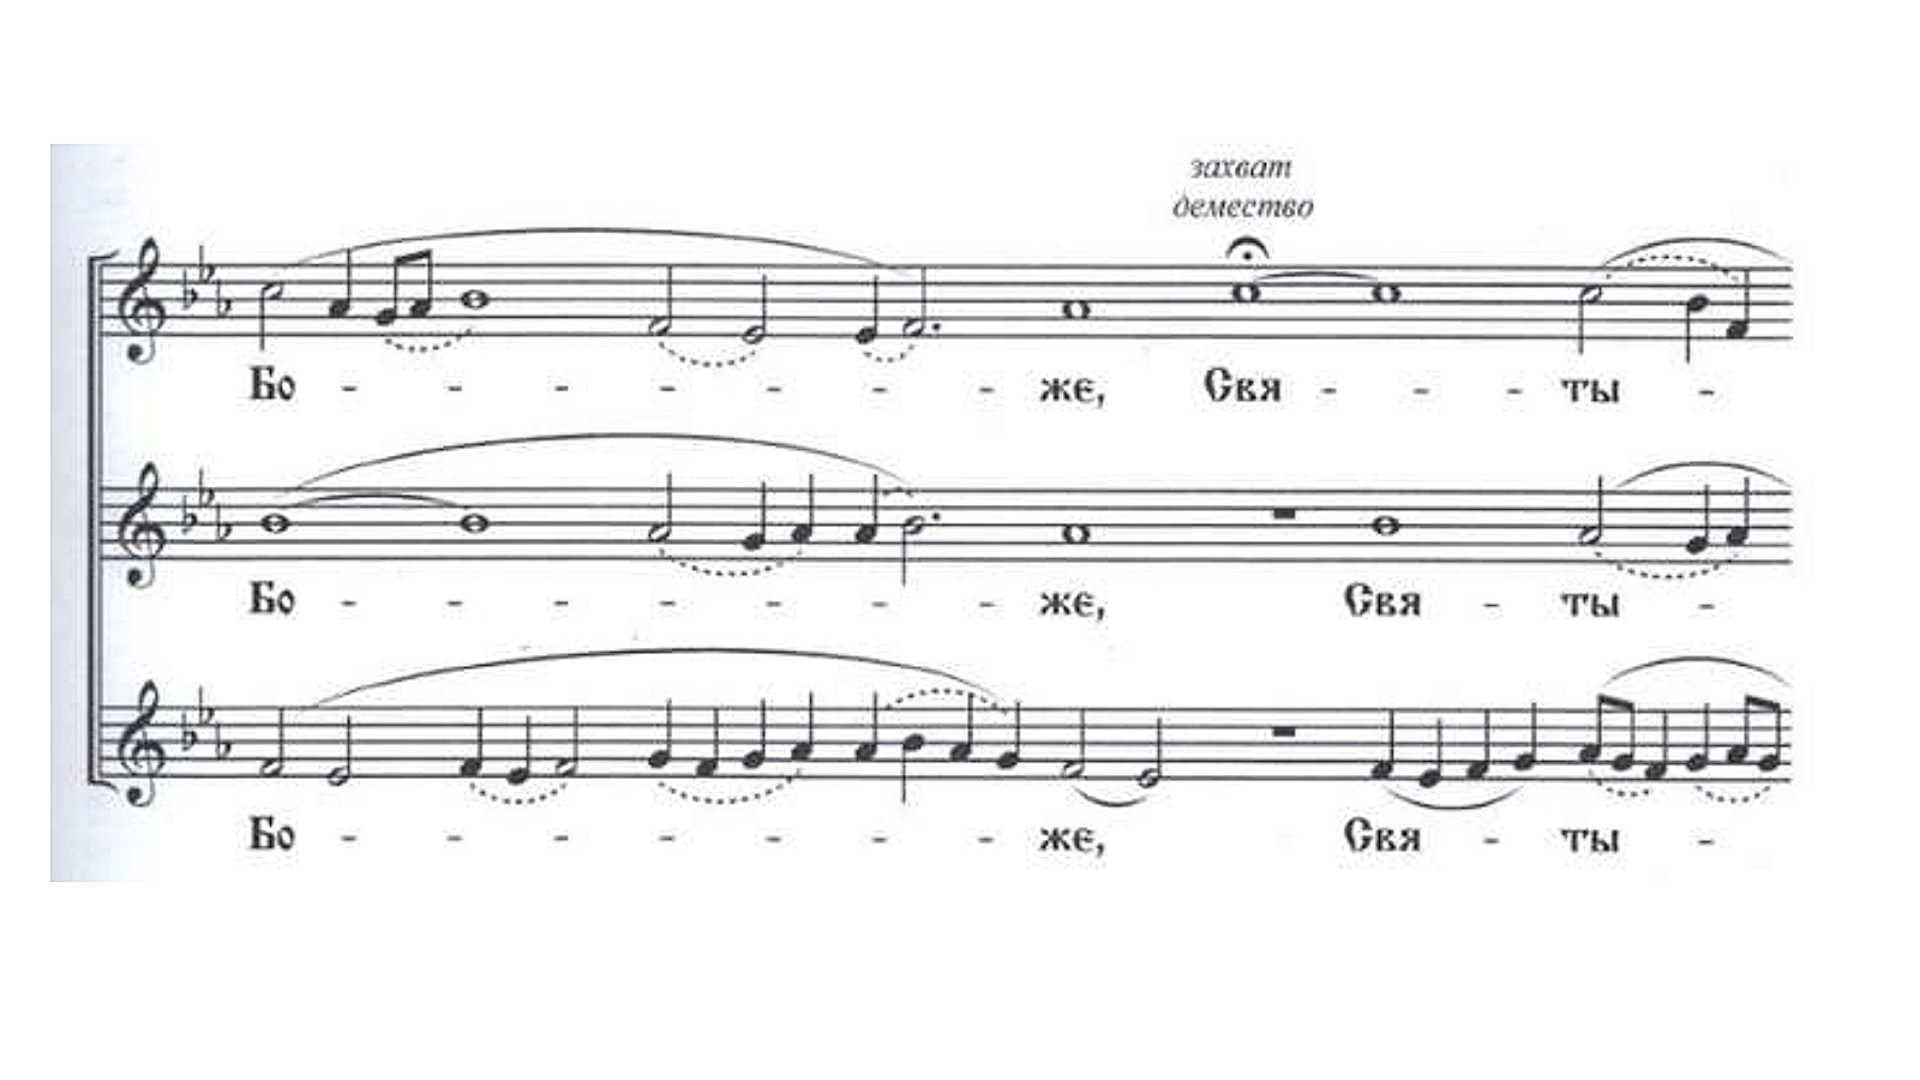 захват
демество
Бо - - - - - - - же, Свя - - - ты -
Бо - - - - - - - же, Свя - ты -
Бо - - - - - - - же, Свя - ты -